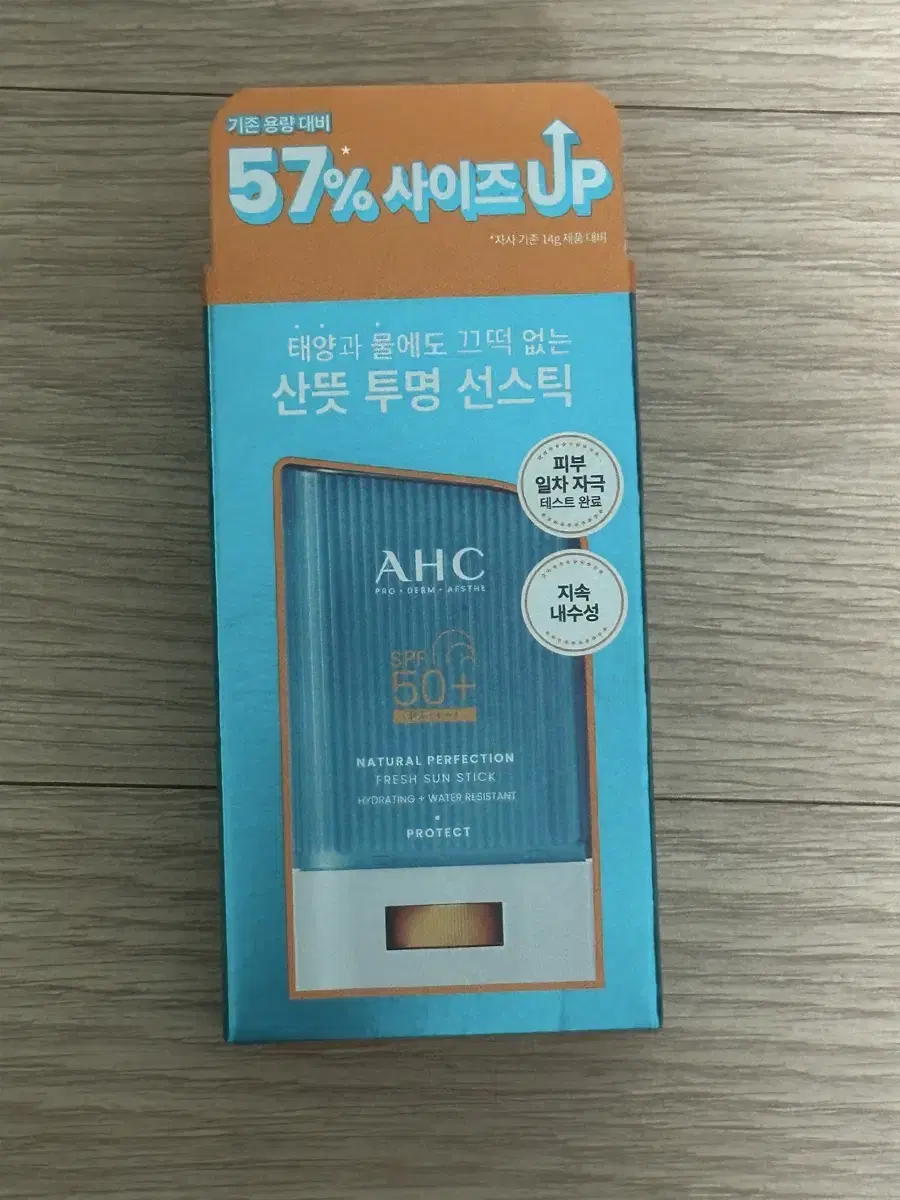 기존 용량 대비
57%* 사이즈 UP
*자사 기존 14g 제품 대비
태양과 물에도 끄떡 없는
산뜻 투명 선스틱
피부
일차 자극
테스트 완료
AHC
PRO • DERM • AESTHE
지속
내수성
SPF
50+
NATURAL PERFECTION
FRESH SUN STICK
HYDRATING + WATER RESISTANT
PROTECT